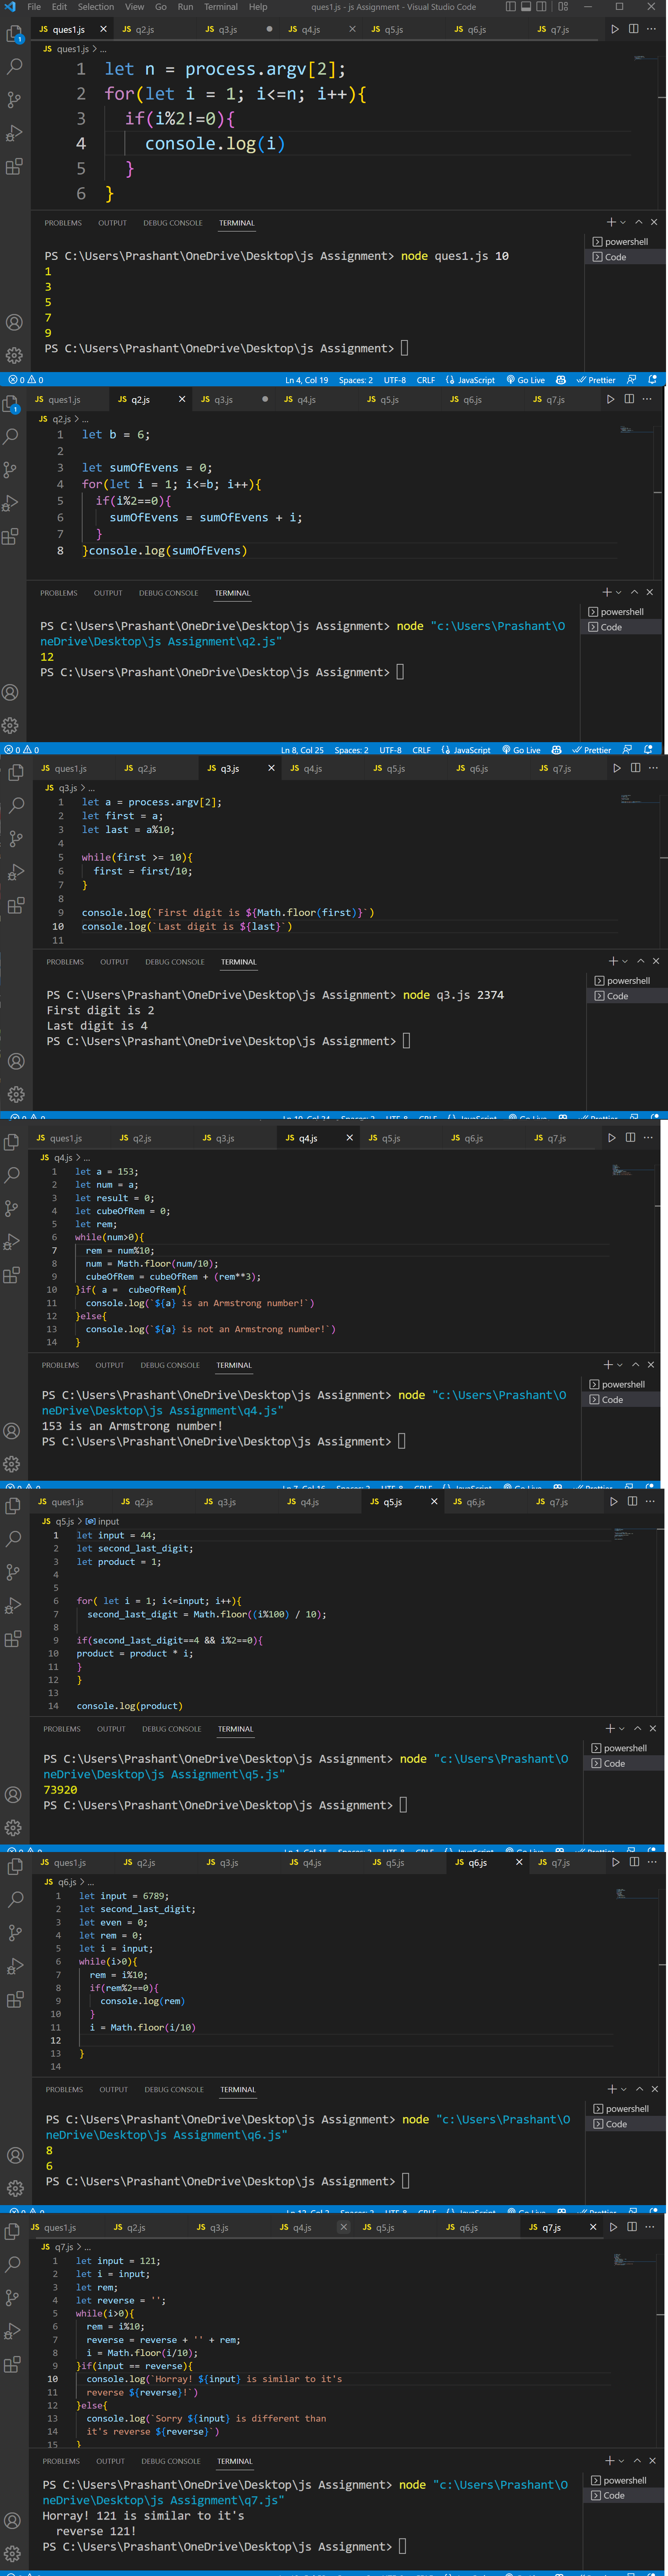 File Edit Selection View Go Run Terminal Help ques1.js - js Assignment - Visual Studio Code
JS ques1.js JS q2.js JS q3.js JS q4.js JS q5.js JS q6.js JS q7.js
1
JS ques1.js > ...
1 let n = process.argv[2];
2 for(let i = 1; i<=n; i++){
3 if(i%2!=0){
4 console.log(i)
5 }
6 }
PROBLEMS OUTPUT DEBUG CONSOLE TERMINAL
powershell
Code
PS C:\Users\Prashant\OneDrive\Desktop\js Assignment> node ques1.js 10
1
3
5
7
9
PS C:\Users\Prashant\OneDrive\Desktop\js Assignment>
0 0 Ln 4, Col 19 Spaces: 2 UTF-8 CRLF JavaScript Go Live Prettier
JS ques1.js JS q2.js JS q3.js JS q4.js JS q5.js JS q6.js JS q7.js
1
JS q2.js > ...
1 let b = 6;
2
3 let sumOfEvens = 0;
4 for(let i = 1; i<=b; i++){
5 if(i%2==0){
6 sumOfEvens = sumOfEvens + i;
7 }
8 }console.log(sumOfEvens)
PROBLEMS OUTPUT DEBUG CONSOLE TERMINAL
powershell
Code
PS C:\Users\Prashant\OneDrive\Desktop\js Assignment> node "c:\Users\Prashant\O
neDrive\Desktop\js Assignment\q2.js"
12
PS C:\Users\Prashant\OneDrive\Desktop\js Assignment>
0 0 Ln 8, Col 25 Spaces: 2 UTF-8 CRLF JavaScript Go Live Prettier
JS ques1.js JS q2.js JS q3.js JS q4.js JS q5.js JS q6.js JS q7.js
JS q3.js > ...
1 let a = process.argv[2];
2 let first = a;
3 let last = a%10;
4
5 while(first >= 10){
6 first = first/10;
7 }
8
9 console.log(`First digit is ${Math.floor(first)}`)
10 console.log(`Last digit is ${last}`)
11
PROBLEMS OUTPUT DEBUG CONSOLE TERMINAL
powershell
Code
PS C:\Users\Prashant\OneDrive\Desktop\js Assignment> node q3.js 2374
First digit is 2
Last digit is 4
PS C:\Users\Prashant\OneDrive\Desktop\js Assignment>
JS ques1.js JS q2.js JS q3.js JS q4.js JS q5.js JS q6.js JS q7.js
JS q4.js > ...
1 let a = 153;
2 let num = a;
3 let result = 0;
4 let cubeOfRem = 0;
5 let rem;
6 while(num>0){
7 rem = num%10;
8 num = Math.floor(num/10);
9 cubeOfRem = cubeOfRem + (rem**3);
10 }if( a = cubeOfRem){
11 console.log(`${a} is an Armstrong number!`)
12 }else{
13 console.log(`${a} is not an Armstrong number!`)
14 }
PROBLEMS OUTPUT DEBUG CONSOLE TERMINAL
powershell
Code
PS C:\Users\Prashant\OneDrive\Desktop\js Assignment> node "c:\Users\Prashant\O
neDrive\Desktop\js Assignment\q4.js"
153 is an Armstrong number!
PS C:\Users\Prashant\OneDrive\Desktop\js Assignment>
JS ques1.js JS q2.js JS q3.js JS q4.js JS q5.js JS q6.js JS q7.js
JS q5.js > input
1 let input = 44;
2 let second_last_digit;
3 let product = 1;
4
5
6 for( let i = 1; i<=input; i++){
7 second_last_digit = Math.floor((i%100) / 10);
8
9 if(second_last_digit==4 && i%2==0){
10 product = product * i;
11 }
12 }
13
14 console.log(product)
PROBLEMS OUTPUT DEBUG CONSOLE TERMINAL
powershell
Code
PS C:\Users\Prashant\OneDrive\Desktop\js Assignment> node "c:\Users\Prashant\O
neDrive\Desktop\js Assignment\q5.js"
73920
PS C:\Users\Prashant\OneDrive\Desktop\js Assignment>
JS ques1.js JS q2.js JS q3.js JS q4.js JS q5.js JS q6.js JS q7.js
JS q6.js > ...
1 let input = 6789;
2 let second_last_digit;
3 let even = 0;
4 let rem = 0;
5 let i = input;
6 while(i>0){
7 rem = i%10;
8 if(rem%2==0){
9 console.log(rem)
10 }
11 i = Math.floor(i/10)
12
13 }
14
PROBLEMS OUTPUT DEBUG CONSOLE TERMINAL
powershell
Code
PS C:\Users\Prashant\OneDrive\Desktop\js Assignment> node "c:\Users\Prashant\O
neDrive\Desktop\js Assignment\q6.js"
8
6
PS C:\Users\Prashant\OneDrive\Desktop\js Assignment>
JS ques1.js JS q2.js JS q3.js JS q4.js JS q5.js JS q6.js JS q7.js
JS q7.js > ...
1 let input = 121;
2 let i = input;
3 let rem;
4 let reverse = '';
5 while(i>0){
6 rem = i%10;
7 reverse = reverse + '' + rem;
8 i = Math.floor(i/10);
9 }if(input == reverse){
10 console.log(`Horray! ${input} is similar to it's
11 reverse ${reverse}!`)
12 }else{
13 console.log(`Sorry ${input} is different than
14 it's reverse ${reverse}`)
15 }
PROBLEMS OUTPUT DEBUG CONSOLE TERMINAL
powershell
Code
PS C:\Users\Prashant\OneDrive\Desktop\js Assignment> node "c:\Users\Prashant\O
neDrive\Desktop\js Assignment\q7.js"
Horray! 121 is similar to it's
reverse 121!
PS C:\Users\Prashant\OneDrive\Desktop\js Assignment>